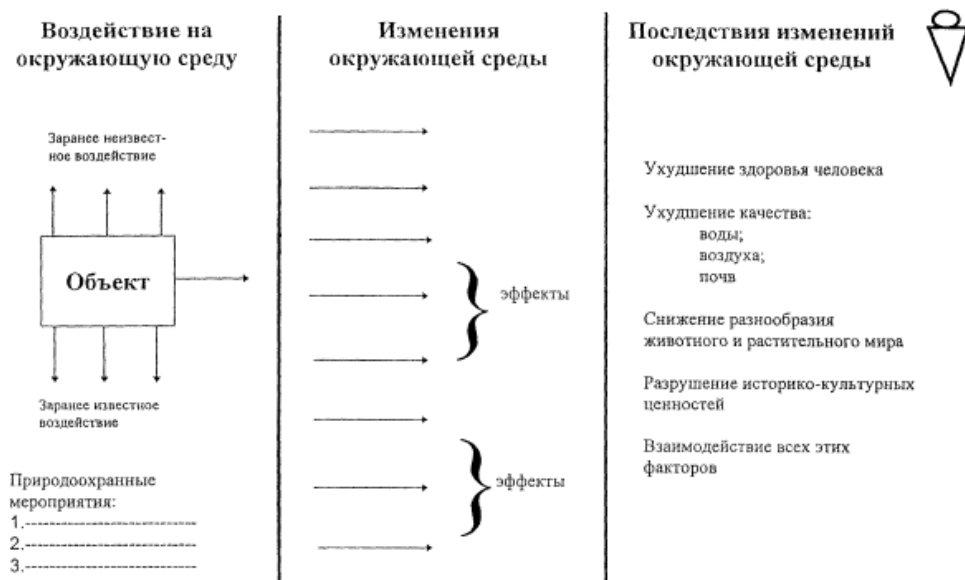 Воздействие на
окружающую среду
Заранее неизвест-
ное воздействие
Объект
Заранее известное
воздействие
Природоохранные
мероприятия:
1.-------------------------
2.-------------------------
3.-------------------------
Изменения
окружающей среды
эффекты
эффекты
Последствия изменений
окружающей среды
Ухудшение здоровья человека
Ухудшение качества:
воды;
воздуха;
почв
Снижение разнообразия
животного и растительного мира
Разрушение историко-культурных
ценностей
Взаимодействие всех этих
факторов